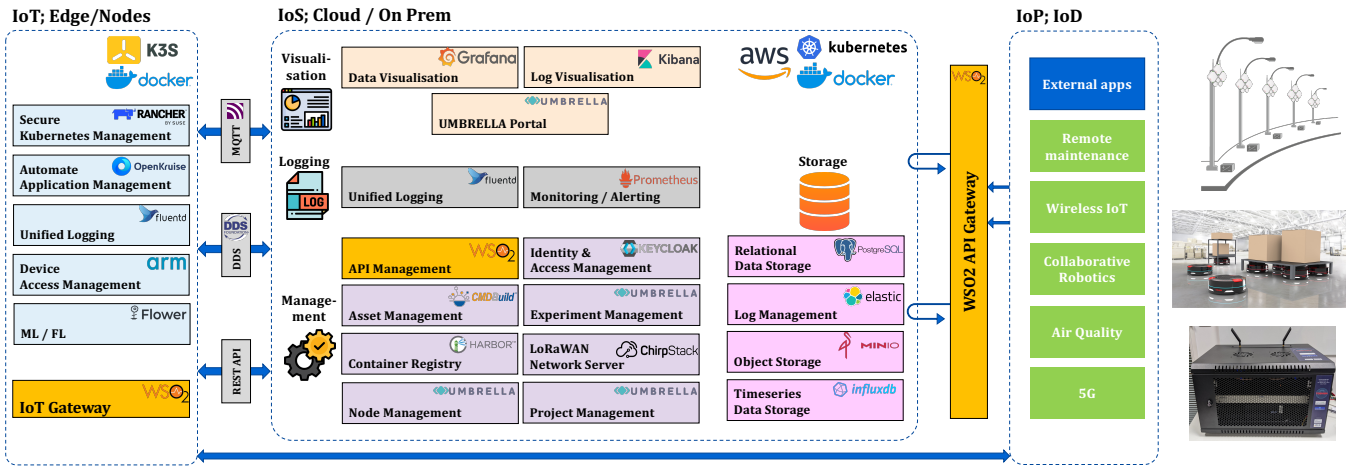 IoT; Edge/Nodes
K3S
docker
RANCHER
BY SUSE
Secure
Kubernetes Management
OpenKruise
Automate
Application Management
fluentd
Unified Logging
arm
Device
Access Management
Flower
ML / FL
WSO2
IoT Gateway
MQTT
DDS
FOUNDATION
DDS
REST API
IoS; Cloud / On Prem
Visuali-
sation
Grafana
Data Visualisation
Kibana
Log Visualisation
UMBRELLA
UMBRELLA Portal
aws
kubernetes
docker
Logging
LOG
fluentd
Unified Logging
Prometheus
Monitoring / Alerting
Storage
Manage-
ment
WSO2
API Management
KEYCLOAK
Identity &
Access Management
CMDBuild
Asset Management
UMBRELLA
Experiment Management
HARBOR™
Container Registry
ChirpStack
LoRaWAN
Network Server
UMBRELLA
Node Management
UMBRELLA
Project Management
PostgreSQL
Relational
Data Storage
elastic
Log Management
MINIO
Object Storage
influxdb
Timeseries
Data Storage
WSO2
WSO2 API Gateway
IoP; IoD
External apps
Remote
maintenance
Wireless IoT
Collaborative
Robotics
Air Quality
5G